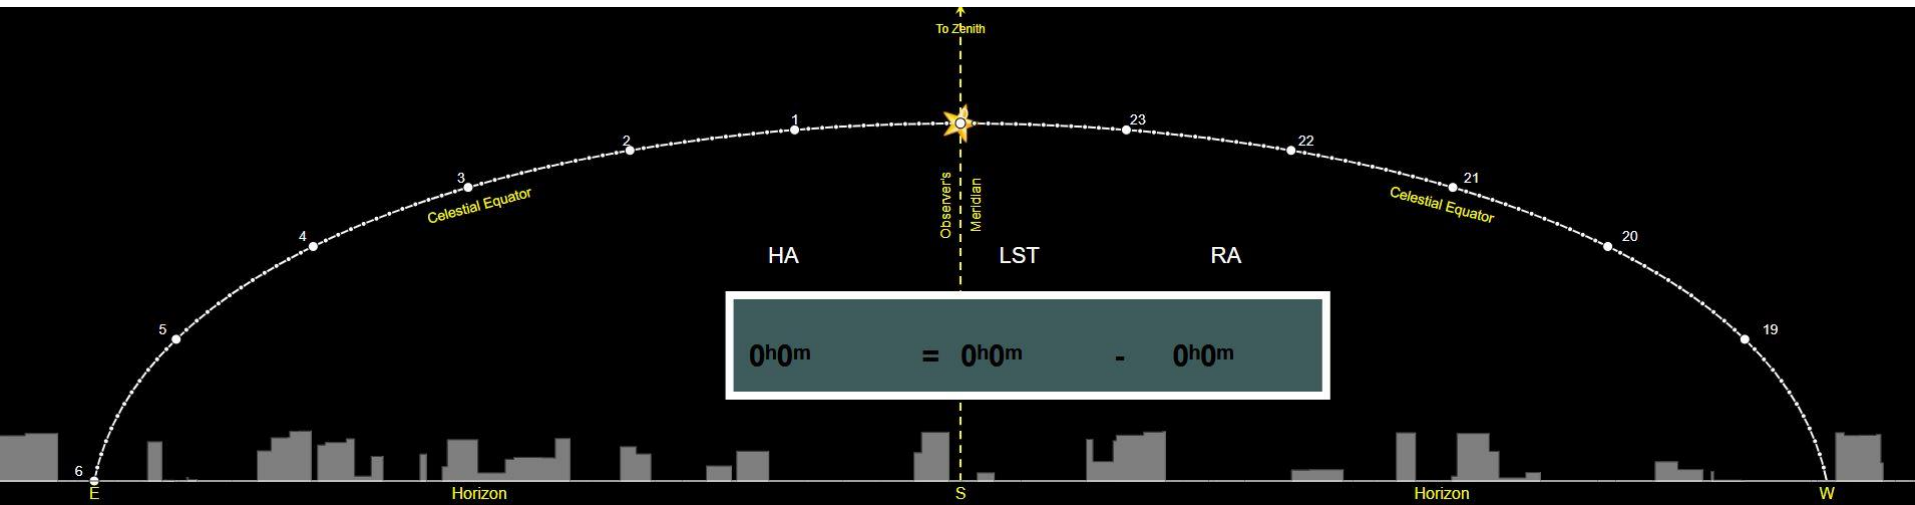 To Zenith
1
23
2
22
3
21
Celestial Equator
Celestial Equator
Observer's
Meridian
4
20
HA
LST
RA
5
19
0h0m = 0h0m - 0h0m
6
E
Horizon
S
Horizon
W